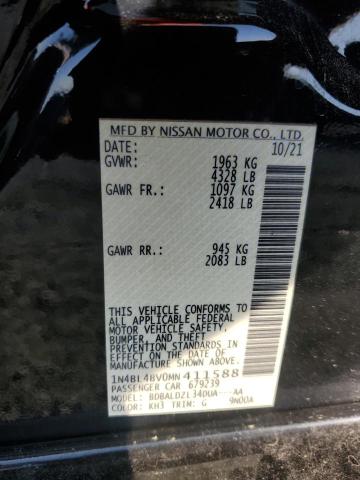 MFD BY NISSAN MOTOR CO., LTD.
DATE: 10/21
GVWR: 1963 KG
4328 LB
GAWR FR.: 1097 KG
2418 LB
GAWR RR.: 945 KG
2083 LB
THIS VEHICLE CONFORMS TO
ALL APPLICABLE FEDERAL
MOTOR VEHICLE SAFETY,
BUMPER, AND THEFT
PREVENTION STANDARDS IN
EFFECT ON THE DATE OF
MANUFACTURE SHOWN ABOVE.
1N4BL4BV0MN411588
PASSENGER CAR 679239
MODEL: BDBALDZL34DUA---AA
COLOR: KH3 TRIM: G 9N00A